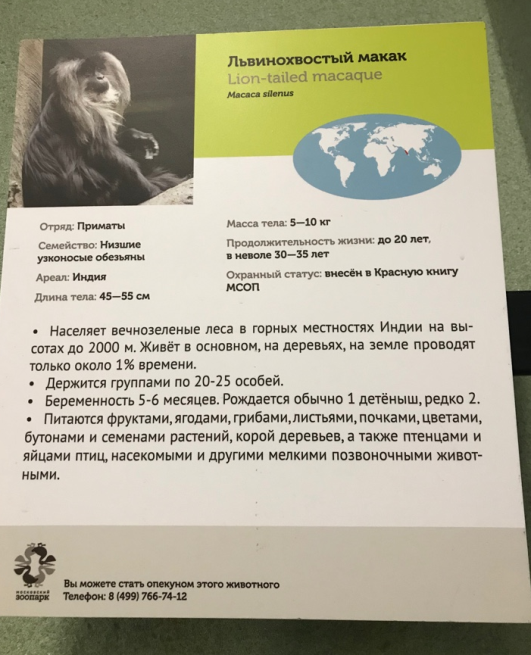 Львинохвостый макак
Lion-tailed macaque
Macaca silenus
Отряд: Приматы
Семейство: Низшие
узконосые обезьяны
Ареал: Индия
Длина тела: 45—55 см
Масса тела: 5—10 кг
Продолжительность жизни: до 20 лет,
в неволе 30—35 лет
Охранный статус: внесён в Красную книгу
МСОП
• Населяет вечнозеленые леса в горных местностях Индии на вы-
сотах до 2000 м. Живёт в основном, на деревьях, на земле проводят
только около 1% времени.
• Держится группами по 20-25 особей.
• Беременность 5-6 месяцев. Рождается обычно 1 детёныш, редко 2.
• Питаются фруктами, ягодами, грибами, листьями, почками, цветами,
бутонами и семенами растений, корой деревьев, а также птенцами и
яйцами птиц, насекомыми и другими мелкими позвоночными живот-
ными.
московский
зоопарк
Вы можете стать опекуном этого животного
Телефон: 8 (499) 766-74-12